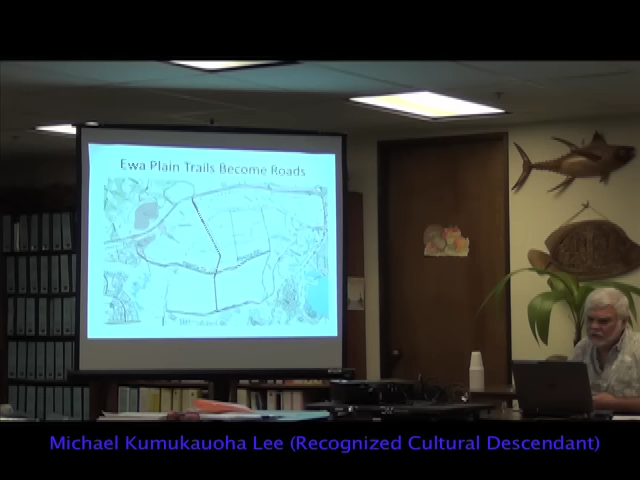 Ewa Plain Trails Become Roads
Michael Kumukauoha Lee (Recognized Cultural Descendant)